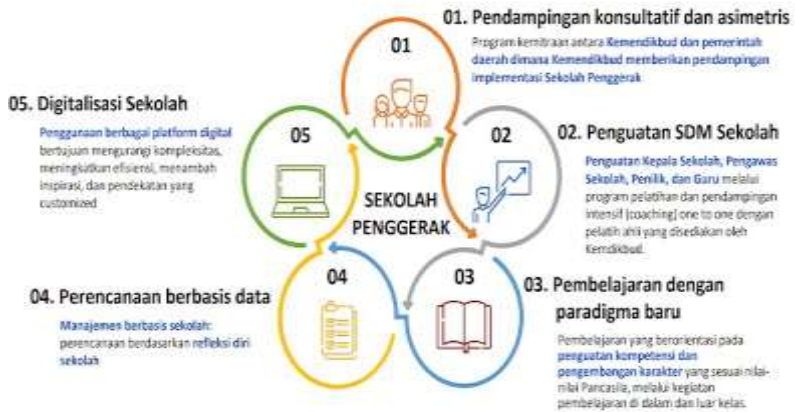 01. Pendampingan konsultatif dan asimetris
Program kemitraan antara Kemendikbud dan pemerintah
daerah dimana Kemendikbud memberikan pendampingan
implementasi Sekolah Penggerak
01
05. Digitalisasi Sekolah
Penggunaan berbagai platform digital
bertujuan mengurangi kompleksitas,
meningkatkan efisiensi, menambah
inspirasi, dan pendekatan yang
customized
05
02
02. Penguatan SDM Sekolah
Penguatan Kepala Sekolah, Pengawas
Sekolah, Penilik, dan Guru melalui
program pelatihan dan pendampingan
intensif (coaching) one to one dengan
pelatih ahli yang disediakan oleh
Kemdikbud.
SEKOLAH
PENGGERAK
04
03
04. Perencanaan berbasis data
Manajemen berbasis sekolah:
perencanaan berdasarkan refleksi diri
sekolah
03. Pembelajaran dengan
paradigma baru
Pembelajaran yang berorientasi pada
penguatan kompetensi dan
pengembangan karakter yang sesuai nilai-
nilai Pancasila, melalui kegiatan
pembelajaran di dalam dan luar kelas.